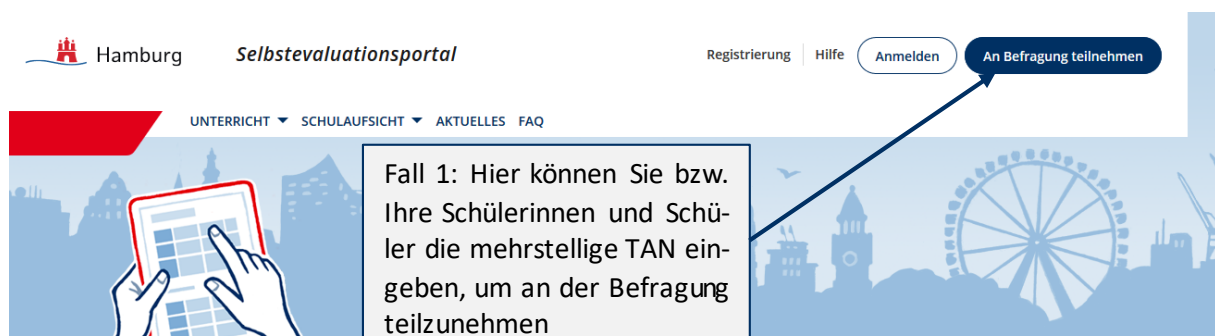 Hamburg Selbstevaluationsportal Registrierung Hilfe Anmelden An Befragung teilnehmen
UNTERRICHT SCHULAUFSICHT AKTUELLES FAQ
Fall 1: Hier können Sie bzw.
Ihre Schülerinnen und Schü-
ler die mehrstellige TAN ein-
geben, um an der Befragung
teilzunehmen